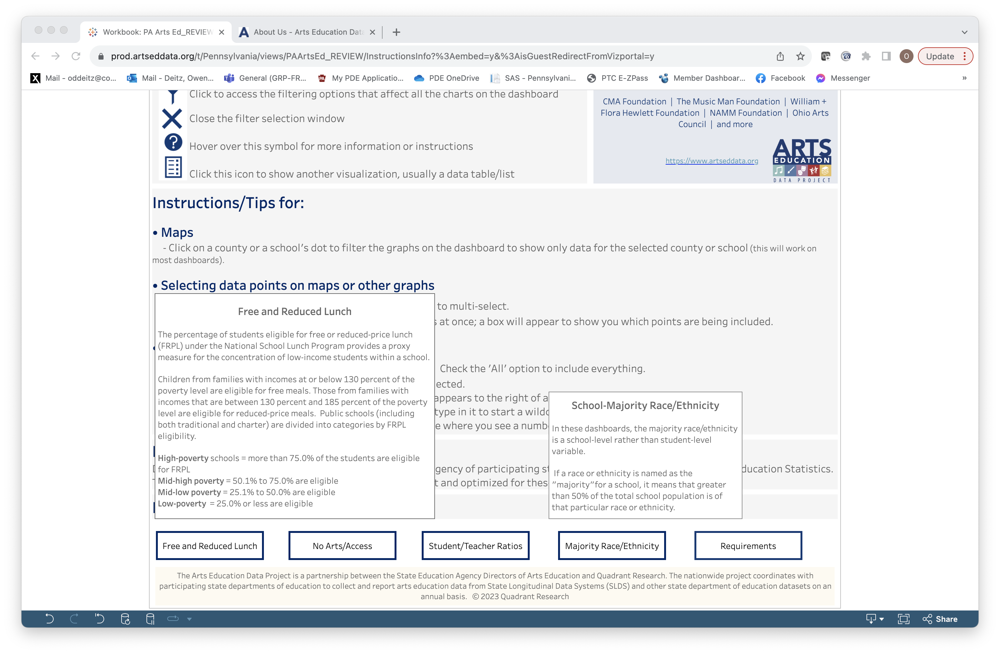 Workbook: PA Arts Ed_REVIEW
About Us - Arts Education Data
prod.artseddata.org/t/Pennsylvania/views/PAArtsEd_REVIEW/InstructionsInfo?%3Aembed=y&%3AisGuestRedirectFromVizportal=y
O
Update
Mail - oddeitz@co...
Mail - Deitz, Owen...
General (GRP-FR...
My PDE Applicatio...
PDE OneDrive
SAS - Pennsylvani...
PTC E-ZPass
Member Dashboar...
Facebook
Messenger
»
Click to access the filtering options that affect all the charts on the dashboard
Close the filter selection window
Hover over this symbol for more information or instructions
Click this icon to show another visualization, usually a data table/list
CMA Foundation | The Music Man Foundation | William +
Flora Hewlett Foundation | NAMM Foundation | Ohio Arts
Council | and more
https://www.artseddata.org
ARTS
EDUCATION
DATA PROJECT
Instructions/Tips for:
• Maps
- Click on a county or a school's dot to filter the graphs on the dashboard to show only data for the selected county or school (this will work on
most dashboards).
• Selecting data points on maps or other graphs
to multi-select.
s at once; a box will appear to show you which points are being included.
Check the 'All' option to include everything.
ected.
appears to the right of a
type in it to start a wildc
e where you see a numb
gency of participating st
ducation Statistics.
t and optimized for thes
Free and Reduced Lunch
The percentage of students eligible for free or reduced-price lunch
(FRPL) under the National School Lunch Program provides a proxy
measure for the concentration of low-income students within a school.
Children from families with incomes at or below 130 percent of the
poverty level are eligible for free meals. Those from families with
incomes that are between 130 percent and 185 percent of the poverty
level are eligible for reduced-price meals.  Public schools (including
both traditional and charter) are divided into categories by FRPL
eligibility.
High-poverty schools = more than 75.0% of the students are eligible
for FRPL
Mid-high poverty = 50.1% to 75.0% are eligible
Mid-low poverty = 25.1% to 50.0% are eligible
Low-poverty  = 25.0% or less are eligible
School-Majority Race/Ethnicity
In these dashboards, the majority race/ethnicity
is a school-level rather than student-level
variable.
If a race or ethnicity is named as the
"majority"for a school, it means that greater
than 50% of the total school population is of
that particular race or ethnicity.
Free and Reduced Lunch
No Arts/Access
Student/Teacher Ratios
Majority Race/Ethnicity
Requirements
The Arts Education Data Project is a partnership between the State Education Agency Directors of Arts Education and Quadrant Research. The nationwide project coordinates with
participating state departments of education to collect and report arts education data from State Longitudinal Data Systems (SLDS) and other state department of education datasets on an
annual basis.  © 2023 Quadrant Research
Share